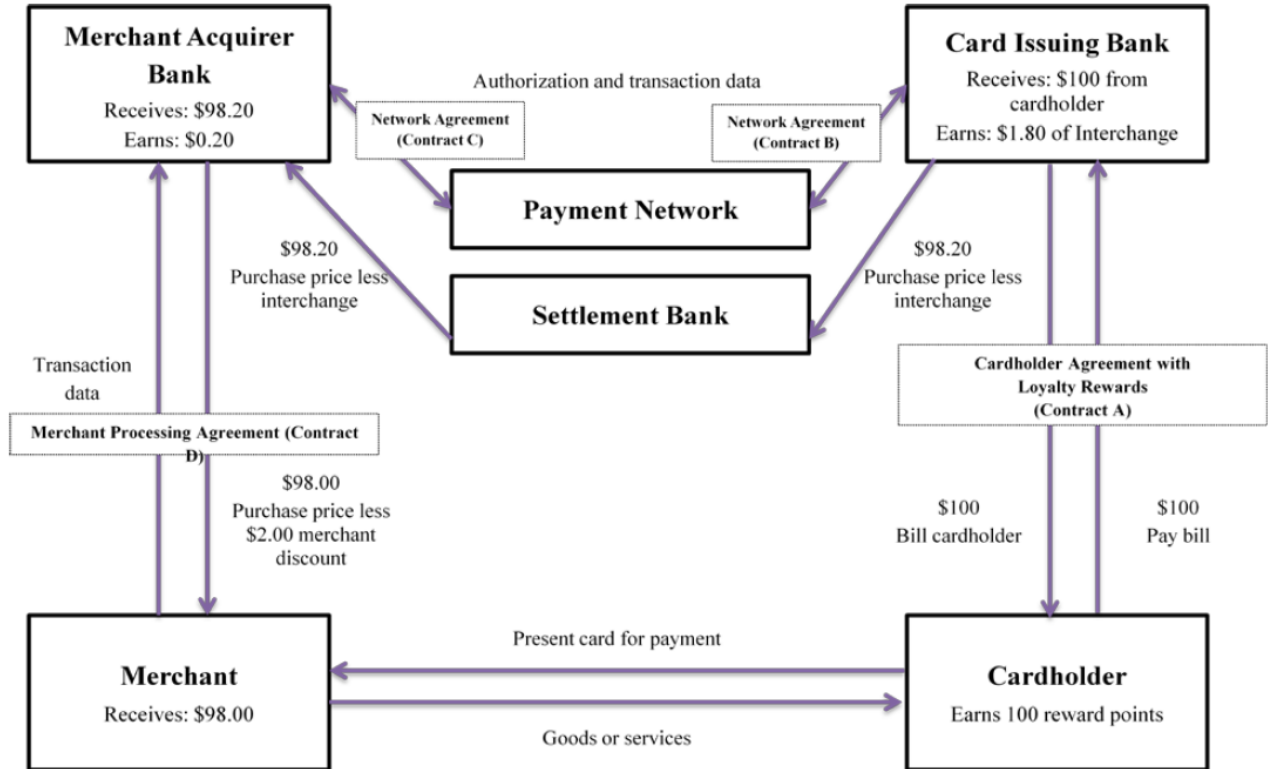 Merchant Acquirer
Bank
Receives: $98.20
Earns: $0.20
Authorization and transaction data
Card Issuing Bank
Receives: $100 from
cardholder
Earns: $1.80 of Interchange
Network Agreement
(Contract C)
Network Agreement
(Contract B)
Payment Network
$98.20
Purchase price less
interchange
Settlement Bank
$98.20
Purchase price less
interchange
Transaction
data
Cardholder Agreement with
Loyalty Rewards
(Contract A)
Merchant Processing Agreement (Contract
D)
$98.00
Purchase price less
$2.00 merchant
discount
$100
Bill cardholder
$100
Pay bill
Present card for payment
Merchant
Receives: $98.00
Cardholder
Earns 100 reward points
Goods or services